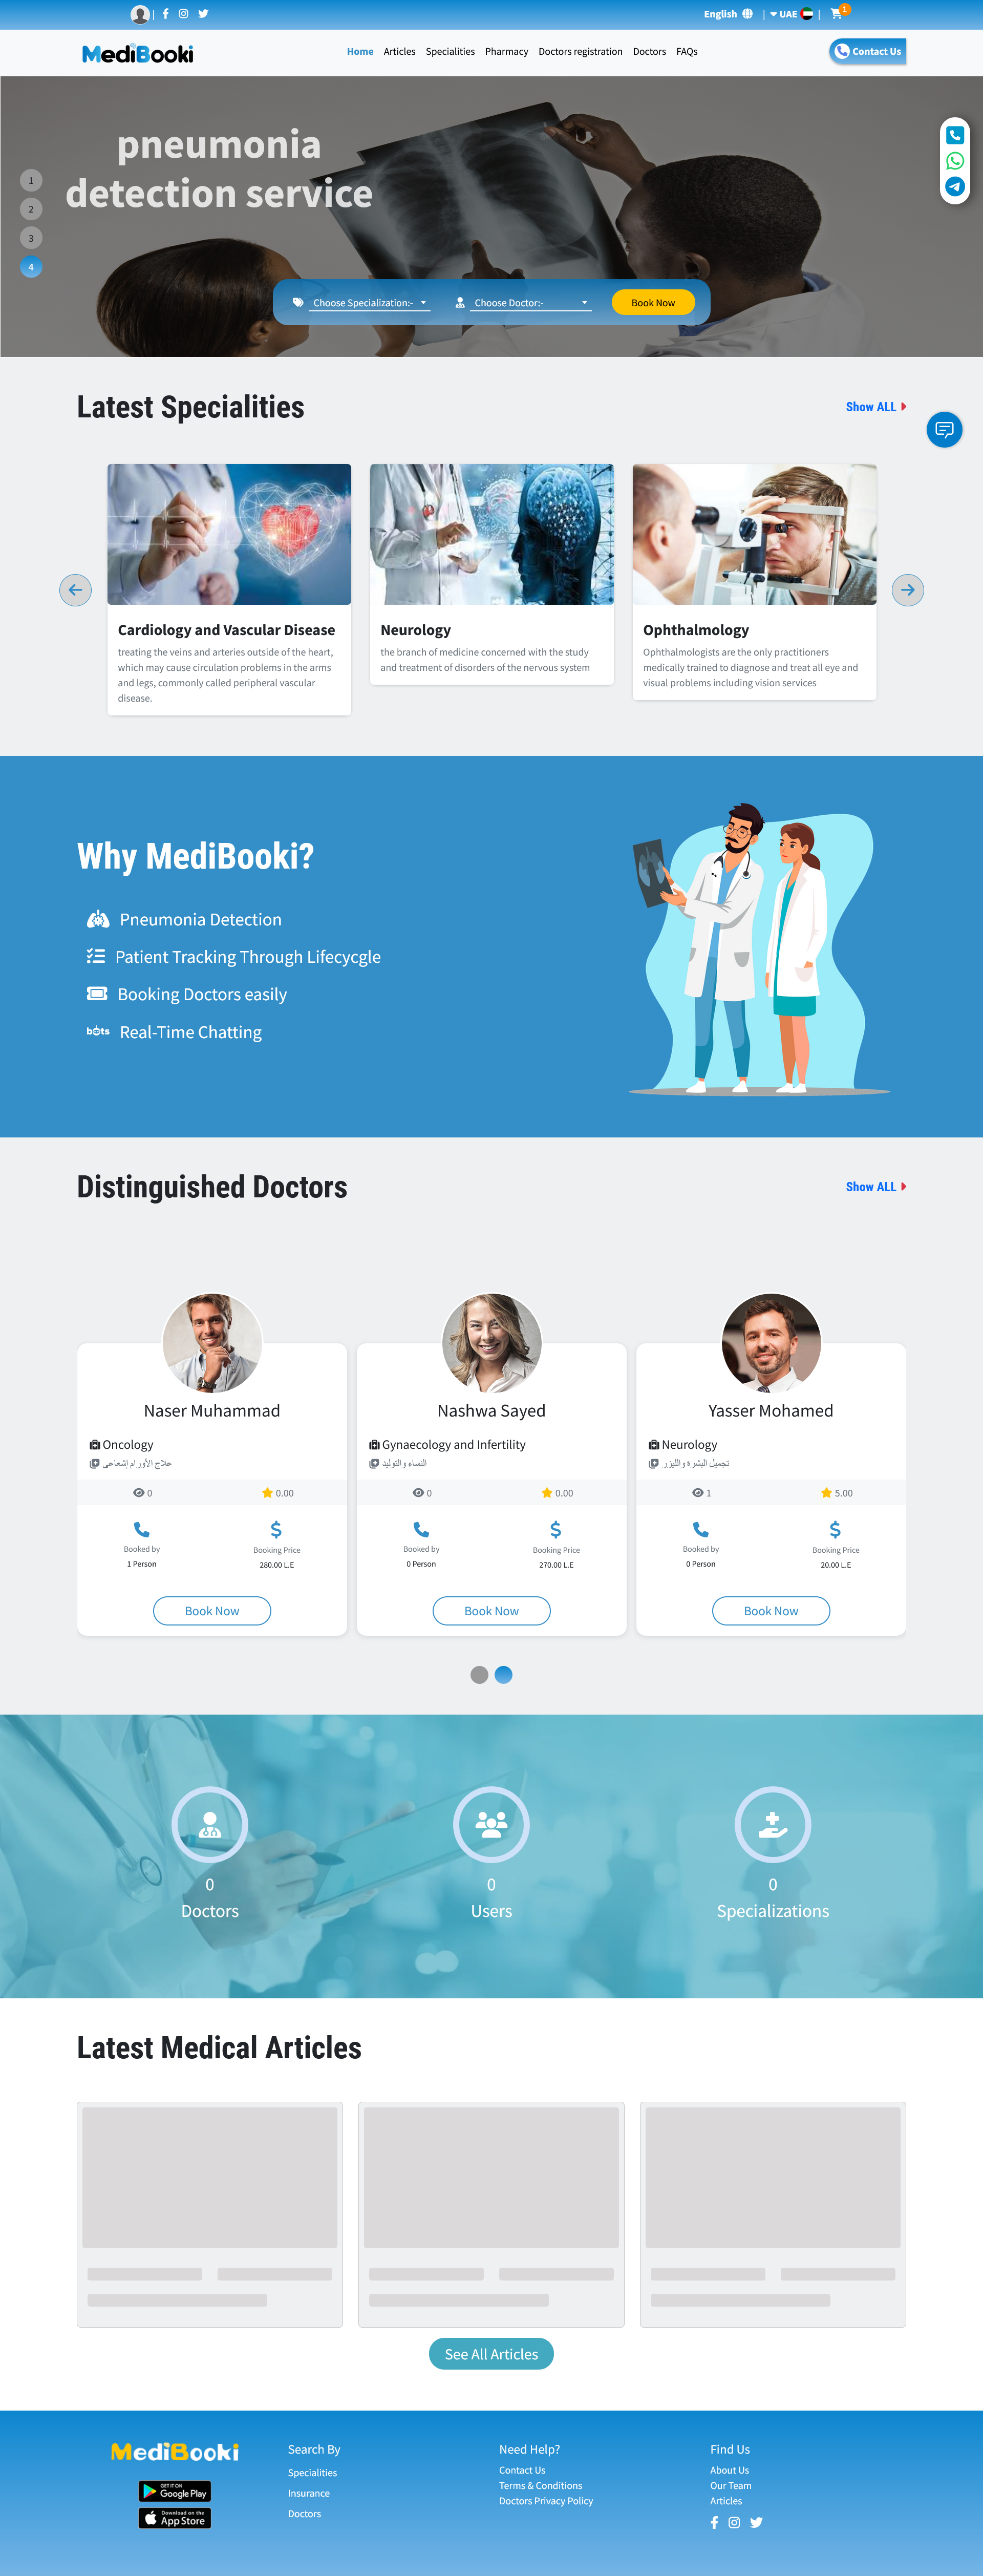 English
UAE
1
MediBooki
Home
Articles
Specialities
Pharmacy
Doctors registration
Doctors
FAQs
Contact Us
pneumonia
detection service
1
2
3
4
Choose Specialization:-
Choose Doctor:-
Book Now
Latest Specialities
Show ALL
Cardiology and Vascular Disease
treating the veins and arteries outside of the heart,
which may cause circulation problems in the arms
and legs, commonly called peripheral vascular
disease.
Neurology
the branch of medicine concerned with the study
and treatment of disorders of the nervous system
Ophthalmology
Ophthalmologists are the only practitioners
medically trained to diagnose and treat all eye and
visual problems including vision services
Why MediBooki?
Pneumonia Detection
Patient Tracking Through Lifecycgle
Booking Doctors easily
bots
Real-Time Chatting
Distinguished Doctors
Show ALL
Naser Muhammad
Oncology
علاج الأورام إشعاعى
0
0.00
Booked by
1 Person
Booking Price
280.00 L.E
Book Now
Nashwa Sayed
Gynaecology and Infertility
النساء والتوليد
0
0.00
Booked by
0 Person
Booking Price
270.00 L.E
Book Now
Yasser Mohamed
Neurology
تجميل البشره والليزر
1
5.00
Booked by
0 Person
Booking Price
20.00 L.E
Book Now
0
Doctors
0
Users
0
Specializations
Latest Medical Articles
See All Articles
MediBooki
GET IT ON
Google Play
Download on the
App Store
Search By
Specialities
Insurance
Doctors
Need Help?
Contact Us
Terms & Conditions
Doctors Privacy Policy
Find Us
About Us
Our Team
Articles